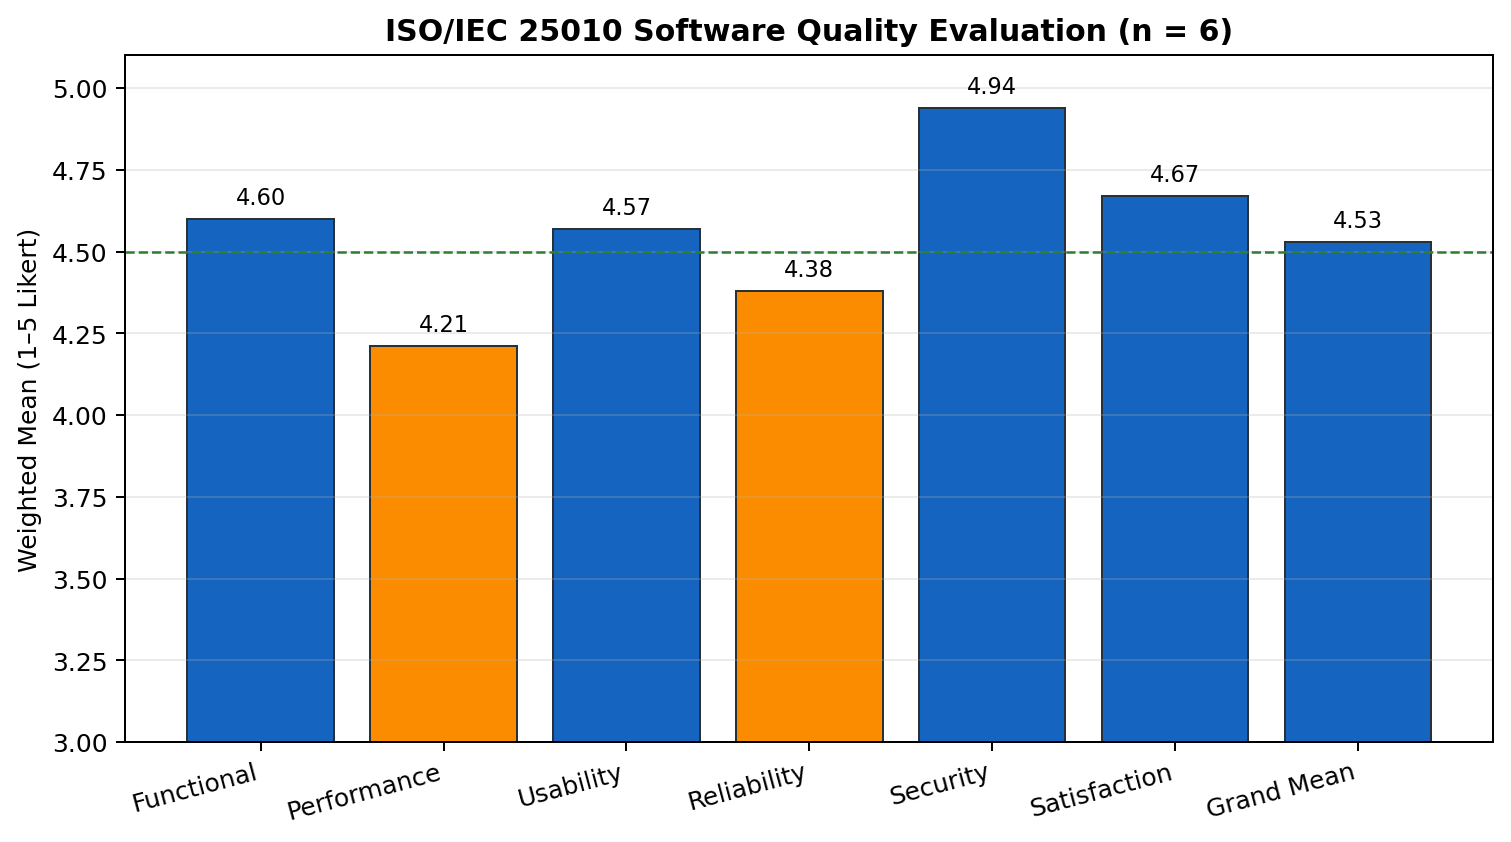 ISO/IEC 25010 Software Quality Evaluation (n = 6)
Weighted Mean (1–5 Likert)
5.00
4.75
4.50
4.25
4.00
3.75
3.50
3.25
3.00
4.60
4.21
4.57
4.38
4.94
4.67
4.53
Functional
Performance
Usability
Reliability
Security
Satisfaction
Grand Mean